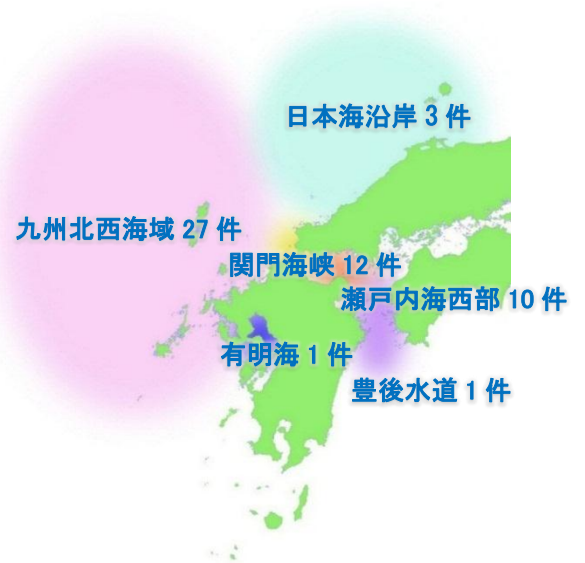 日本海沿岸 3 件
九州北西海域 27 件
関門海峡 12 件
瀬戸内海西部 10 件
有明海 1 件
豊後水道 1 件